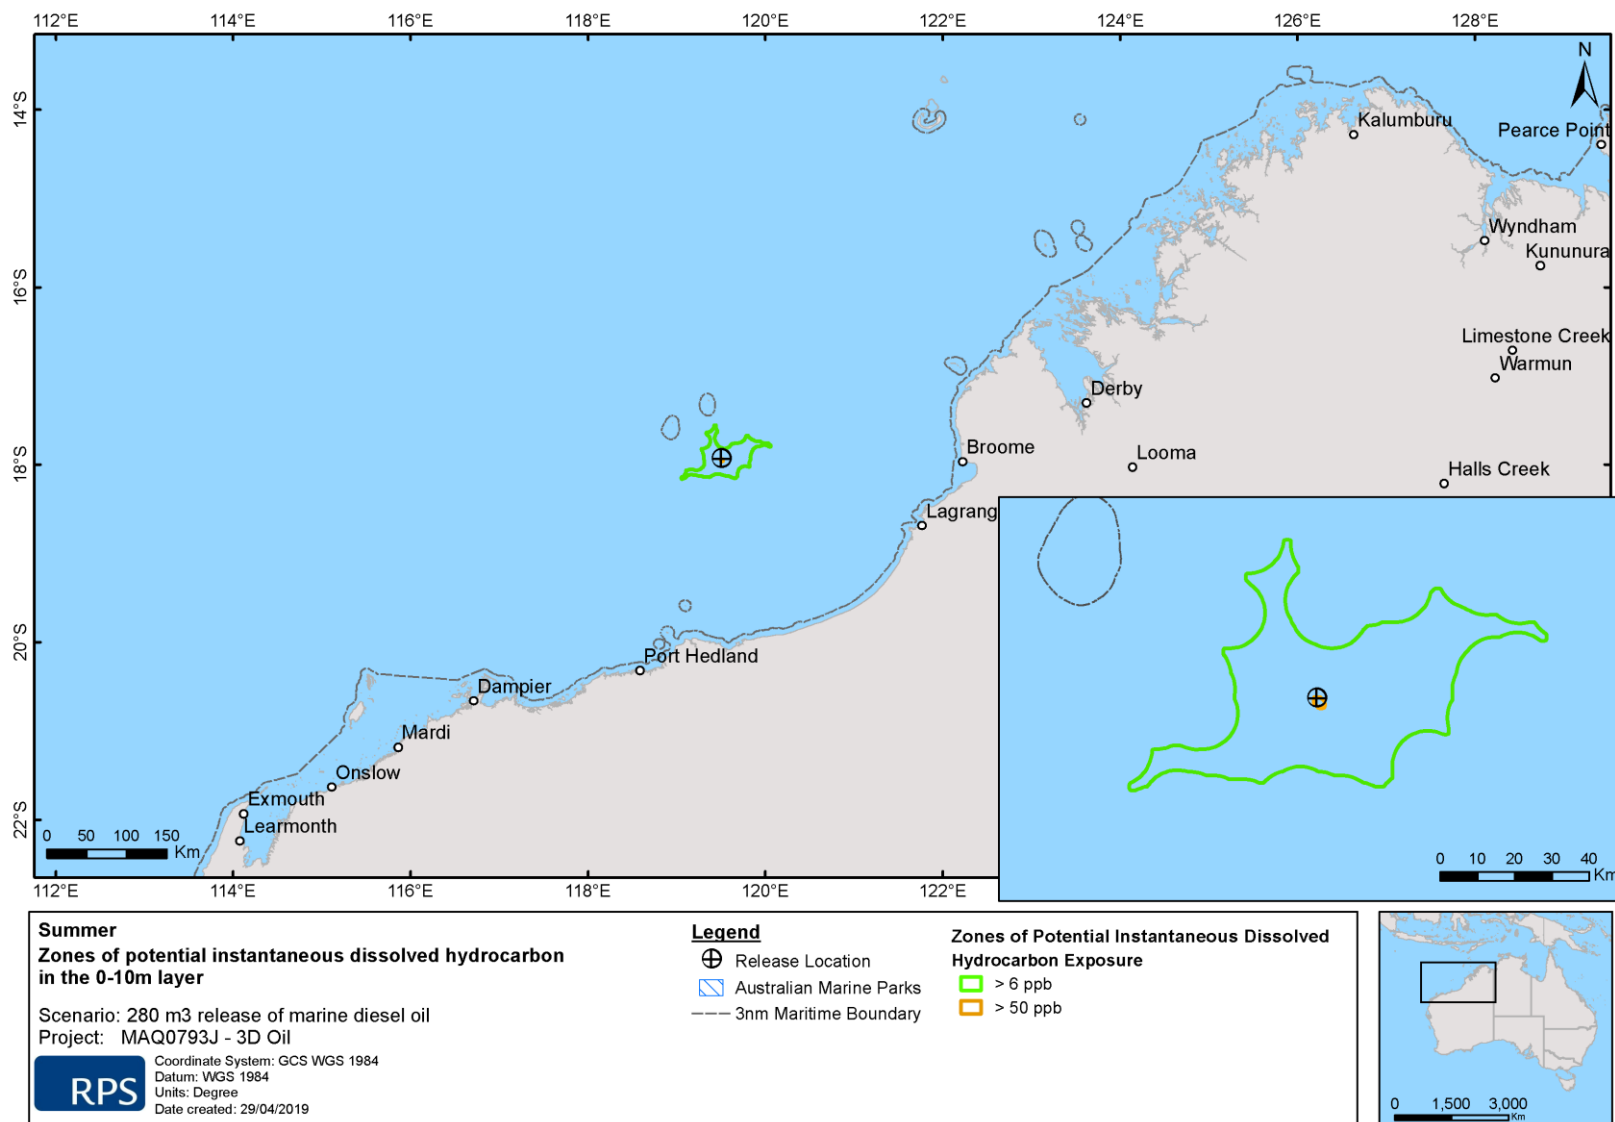 112°E 114°E 116°E 118°E 120°E 122°E 124°E 126°E 128°E
N
14°S
Kalumburu
Pearce Point
Wyndham
Kununura
16°S
Limestone Creek
Warmun
Derby
Broome
Looma
18°S
Halls Creek
Lagrang
20°S
Port Hedland
Dampier
Mardi
Onslow
Exmouth
22°S
Learmonth
0 50 100 150
Km
0 10 20 30 40
Km
112°E 114°E 116°E 118°E 120°E 122°E
Summer
Zones of potential instantaneous dissolved hydrocarbon
in the 0-10m layer
Scenario: 280 m3 release of marine diesel oil
Project: MAQ0793J - 3D Oil
RPS
Coordinate System: GCS WGS 1984
Datum: WGS 1984
Units: Degree
Date created: 29/04/2019
Legend
Release Location
Australian Marine Parks
3nm Maritime Boundary
Zones of Potential Instantaneous Dissolved
Hydrocarbon Exposure
> 6 ppb
> 50 ppb
0 1,500 3,000
Km